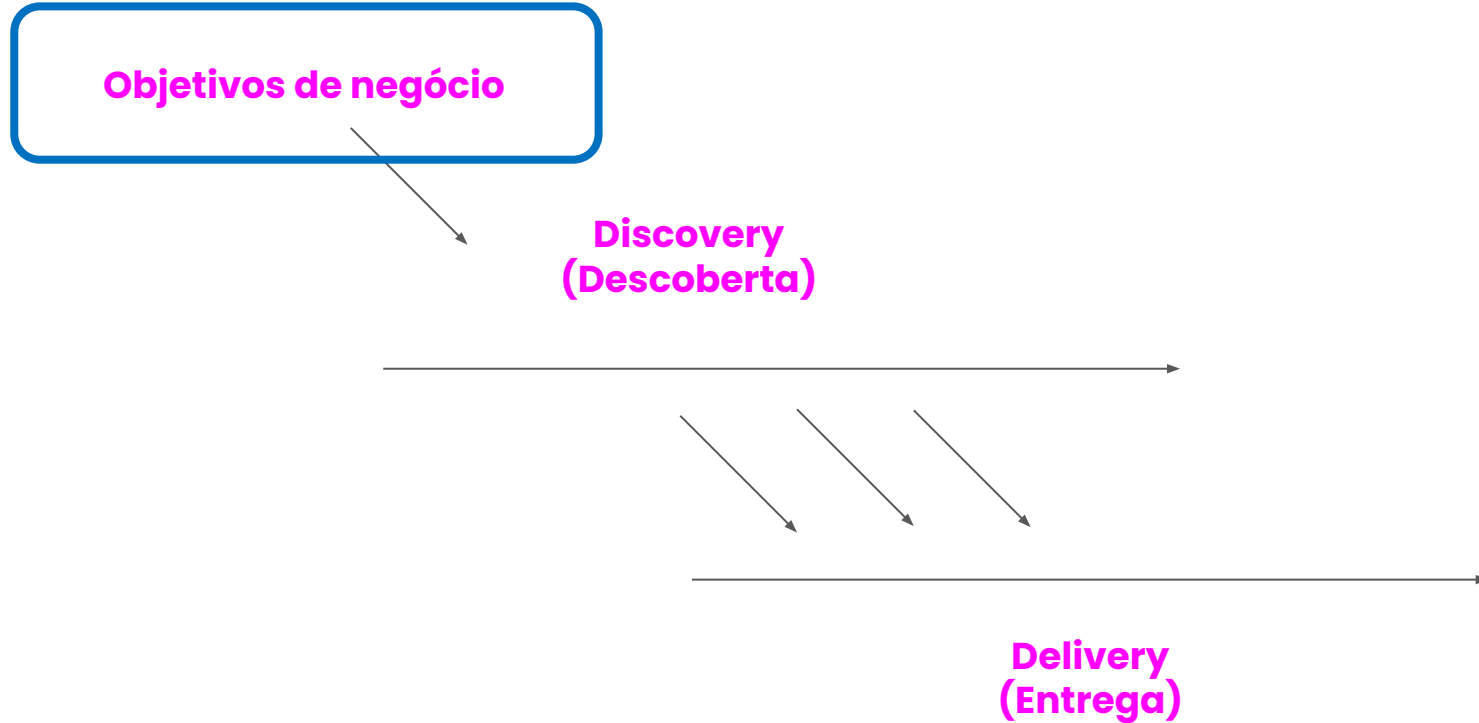 Objetivos de negócio
Discovery
(Descoberta)
Delivery
(Entrega)